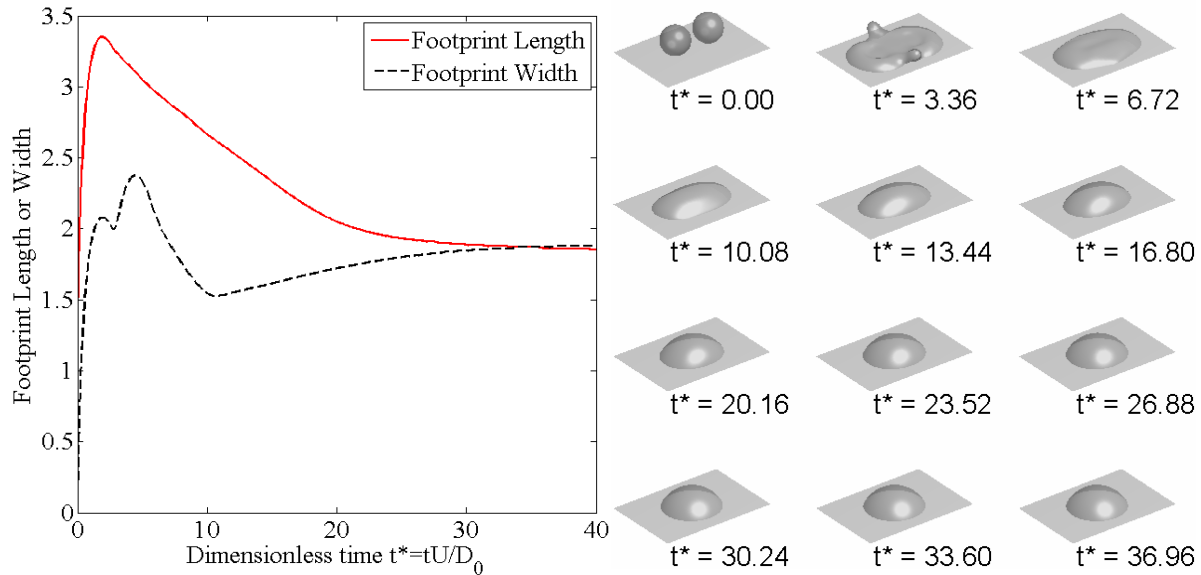 3.5
3
2.5
2
1.5
1
0.5
0
Footprint Length or Width
Footprint Length
Footprint Width
0 10 20 30 40
Dimensionless time t*=tU/D0
t* = 0.00 t* = 3.36 t* = 6.72
t* = 10.08 t* = 13.44 t* = 16.80
t* = 20.16 t* = 23.52 t* = 26.88
t* = 30.24 t* = 33.60 t* = 36.96